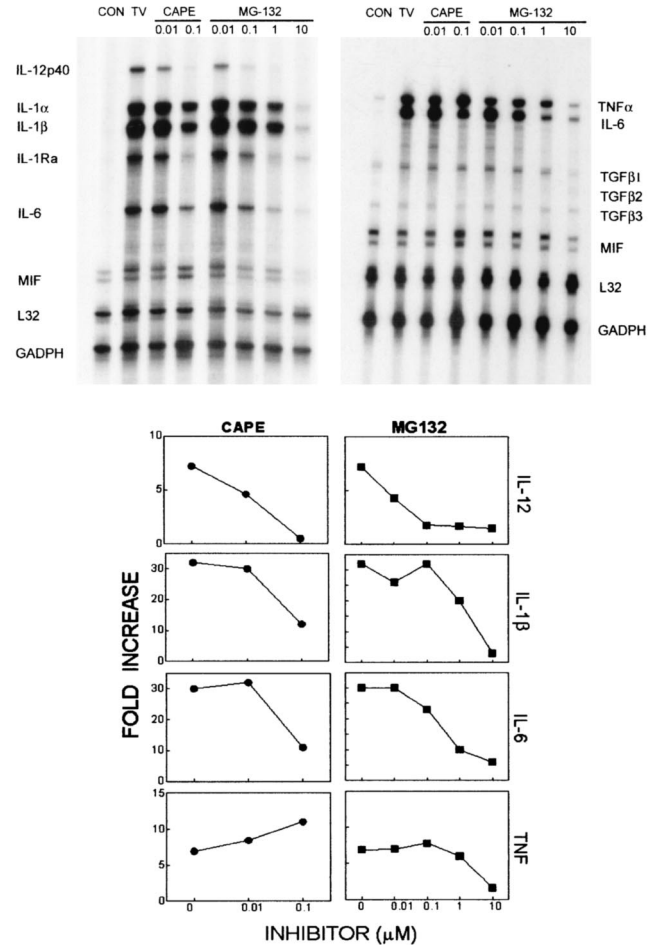 CON TV CAPE MG-132
0.01 0.1 0.01 0.1 1 10
IL-12p40
IL-1α
IL-1β
IL-1Ra
IL-6
MIF
L32
GADPH
CON TV CAPE MG-132
0.01 0.1 0.01 0.1 1 10
TNFα
IL-6
TGFβ1
TGFβ2
TGFβ3
MIF
L32
GADPH
CAPE MG132
10
5
0
IL-12
30
20
10
0
IL-1β
30
20
10
0
IL-6
15
10
5
0
TNF
FOLD INCREASE
0 0.01 0.1 0 0.01 0.1 1 10
INHIBITOR (μM)